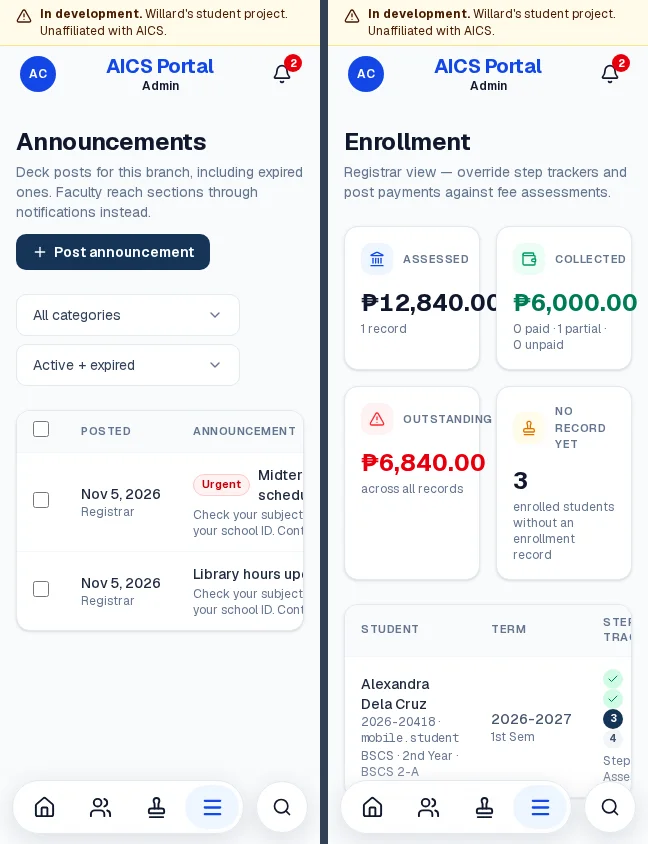 In development. Willard's student project.
Unaffiliated with AICS.
AC
AICS Portal
Admin
2
Announcements
Deck posts for this branch, including expired
ones. Faculty reach sections through
notifications instead.
+ Post announcement
All categories
Active + expired
POSTED
ANNOUNCEMENT
Nov 5, 2026
Registrar
Urgent
Check your subject
your school ID.
Nov 5, 2026
Registrar
Library hours
Check your subject
your school ID.
In development. Willard's student project.
Unaffiliated with AICS.
AC
AICS Portal
Admin
2
Enrollment
Registrar view — override step trackers and
post payments against fee assessments.
ASSESSED
₱12,840.00
1 record
COLLECTED
₱6,000.00
0 paid · 1 partial ·
0 unpaid
OUTSTANDING
₱6,840.00
across all records
NO
RECORD
YET
3
enrolled students
without an
enrollment
record
STUDENT
TERM
STEP
Alexandra
Dela Cruz
2026-20418 ·
mobile.student
BSCS · 2nd Year ·
BSCS 2-A
2026-2027
1st Sem
3
4
Step